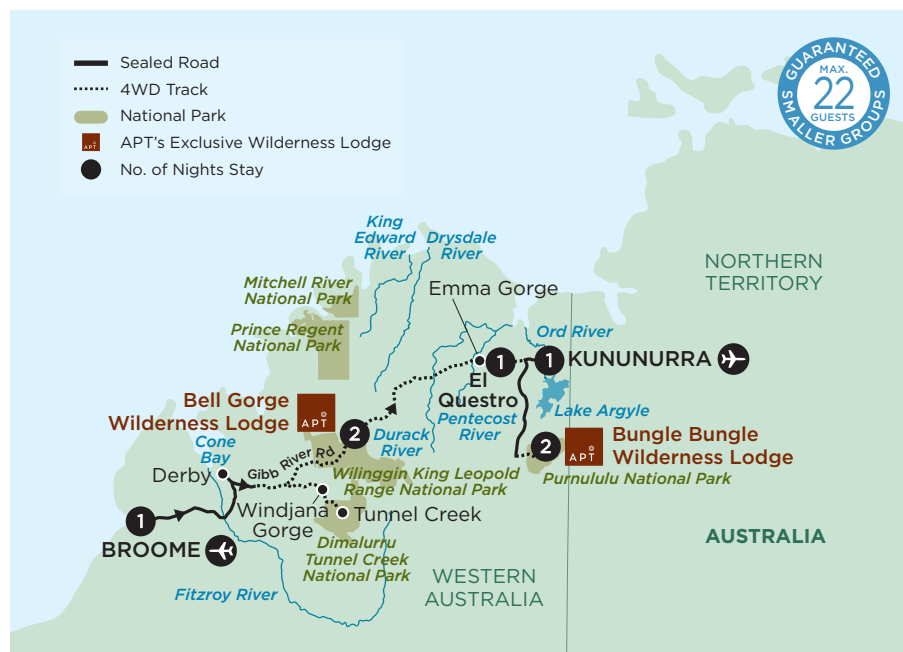 Sealed Road
4WD Track
National Park
APT
APT's Exclusive Wilderness Lodge
No. of Nights Stay
GUARANTEED
MAX.
22
GUESTS
SMALLER GROUPS
King
Edward
River
Drysdale
River
Mitchell River
National Park
Emma Gorge
NORTHERN
TERRITORY
Prince Regent
National Park
Ord River
1
1
KUNUNURRA
El
Questro
Bell Gorge
Wilderness Lodge
APT
Pentecost
River
Lake Argyle
2
Durack
River
2
APT
Bungle Bungle
Wilderness Lodge
Cone
Bay
Derby
Gibb River Rd
Wilinggin King Leopold
Range National Park
Purnululu National Park
Windjana
Gorge
Tunnel Creek
1
BROOME
Dimalurru
Tunnel Creek
National Park
AUSTRALIA
Fitzroy River
WESTERN
AUSTRALIA